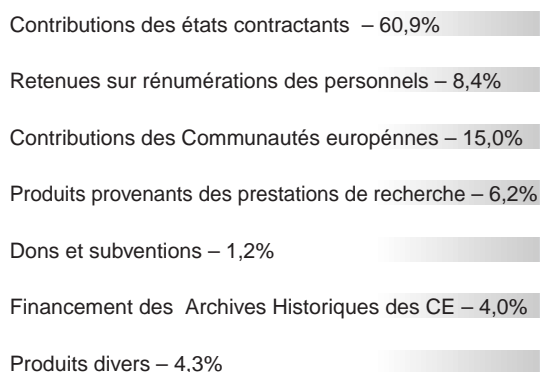 Contributions des états contractants – 60,9%
Retenues sur rénumérations des personnels – 8,4%
Contributions des Communautés europénnes – 15,0%
Produits provenants des prestations de recherche – 6,2%
Dons et subventions – 1,2%
Financement des Archives Historiques des CE – 4,0%
Produits divers – 4,3%